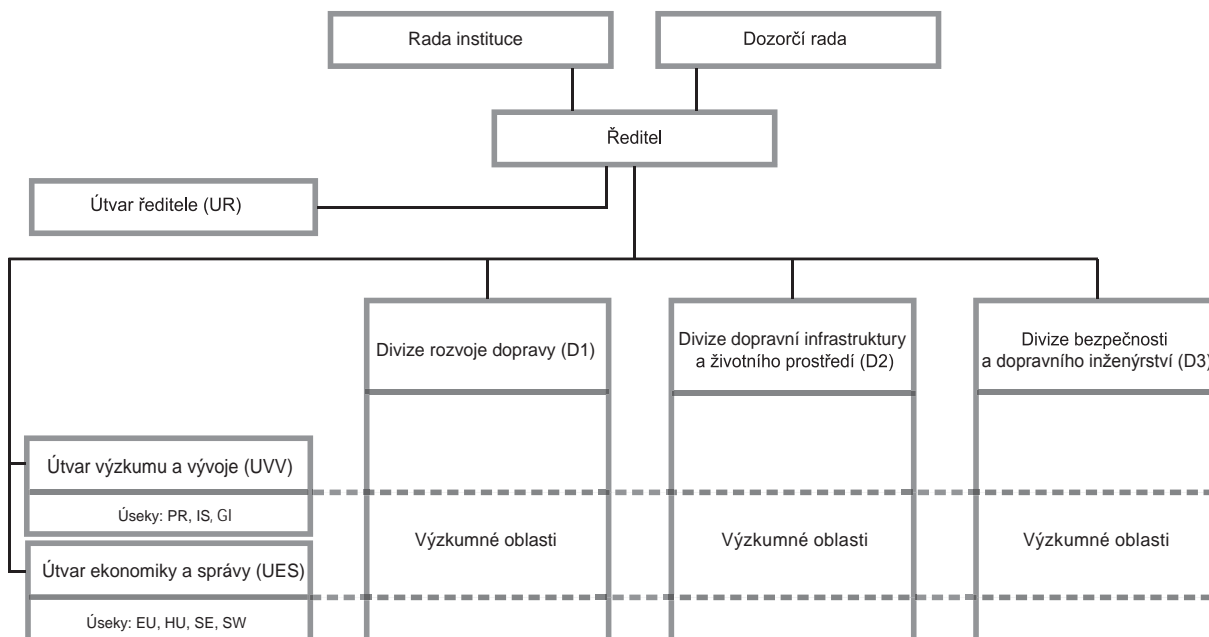 Rada instituce
Dozorčí rada
Ředitel
Útvar ředitele (UR)
Divize rozvoje dopravy (D1)
Divize dopravní infrastruktury
a životního prostředí (D2)
Divize bezpečnosti
a dopravního inženýrství (D3)
Útvar výzkumu a vývoje (UVV)
Úseky: PR, IS, GI
Útvar ekonomiky a správy (UES)
Úseky: EU, HU, SE, SW
Výzkumné oblasti
Výzkumné oblasti
Výzkumné oblasti